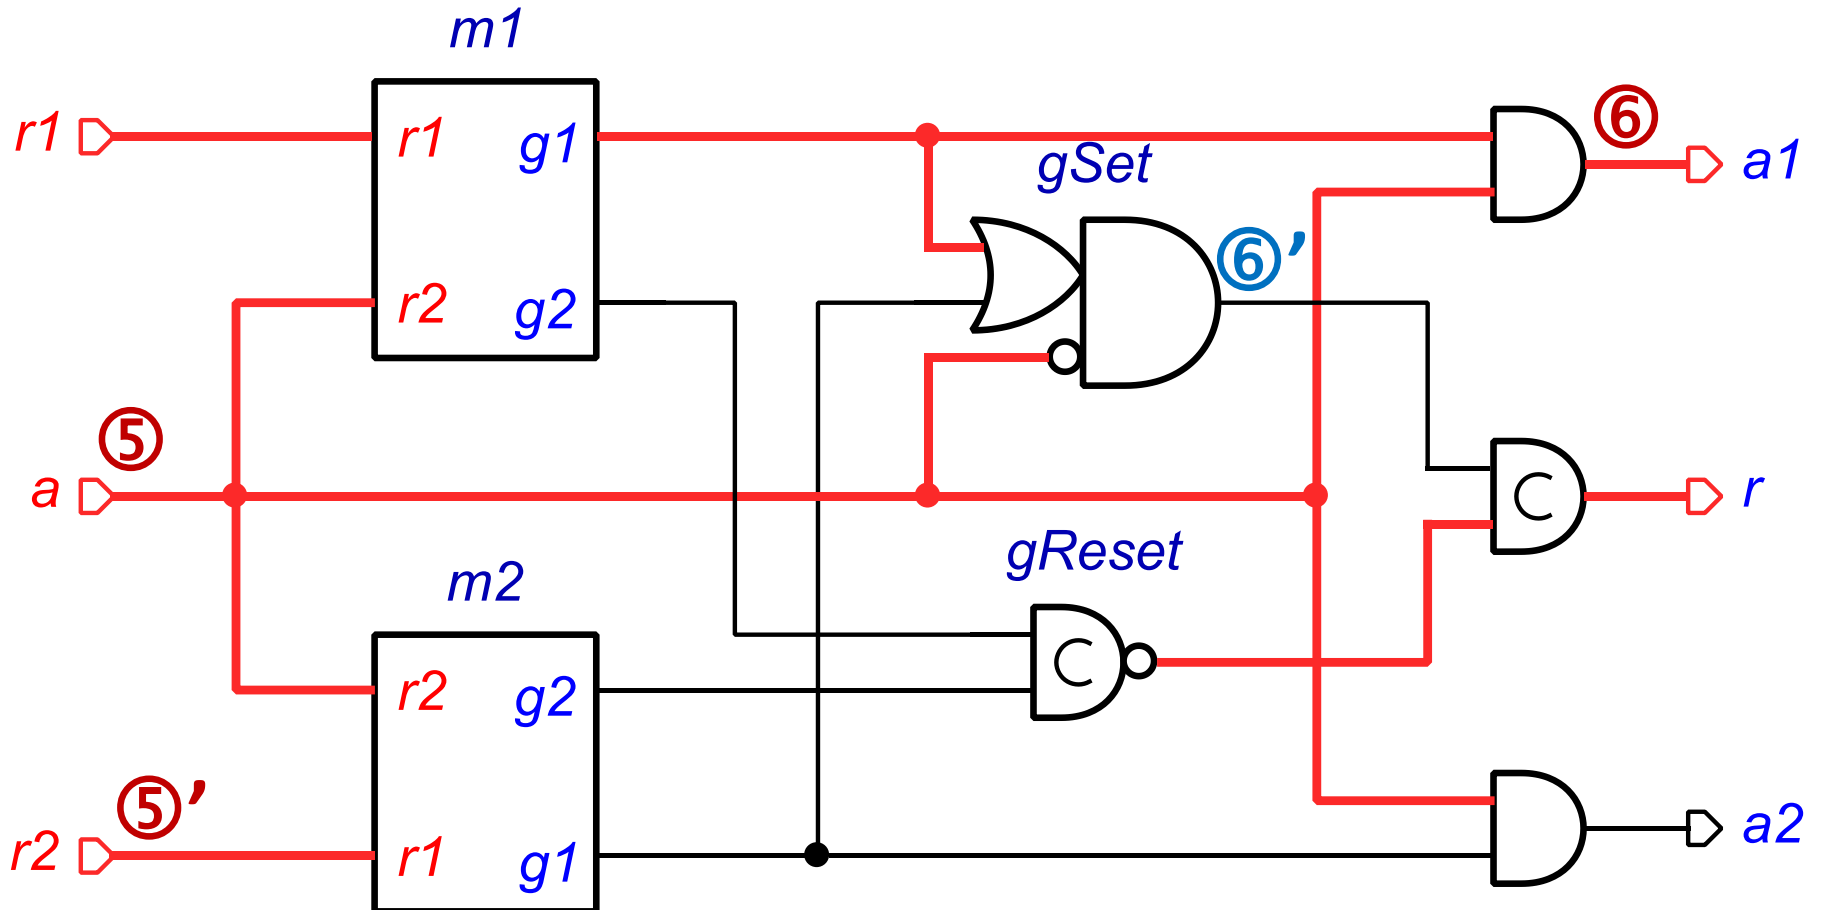 m1
r1
r1
g1
⑥
a1
gSet
⑥’
r2
g2
⑤
a
C
r
gReset
m2
C
r2
g2
⑤’
r2
r1
g1
a2